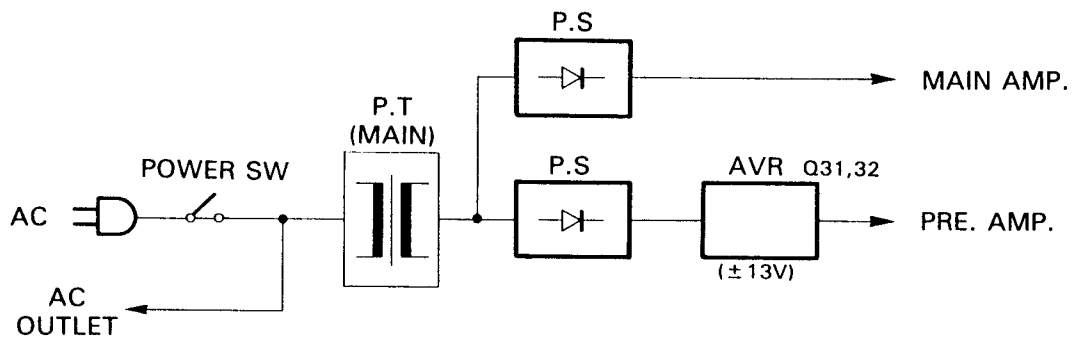 P.S
MAIN AMP.
P.T
(MAIN)
POWER SW
P.S
AVR Q31,32
AC
PRE. AMP.
(±13V)
AC
OUTLET